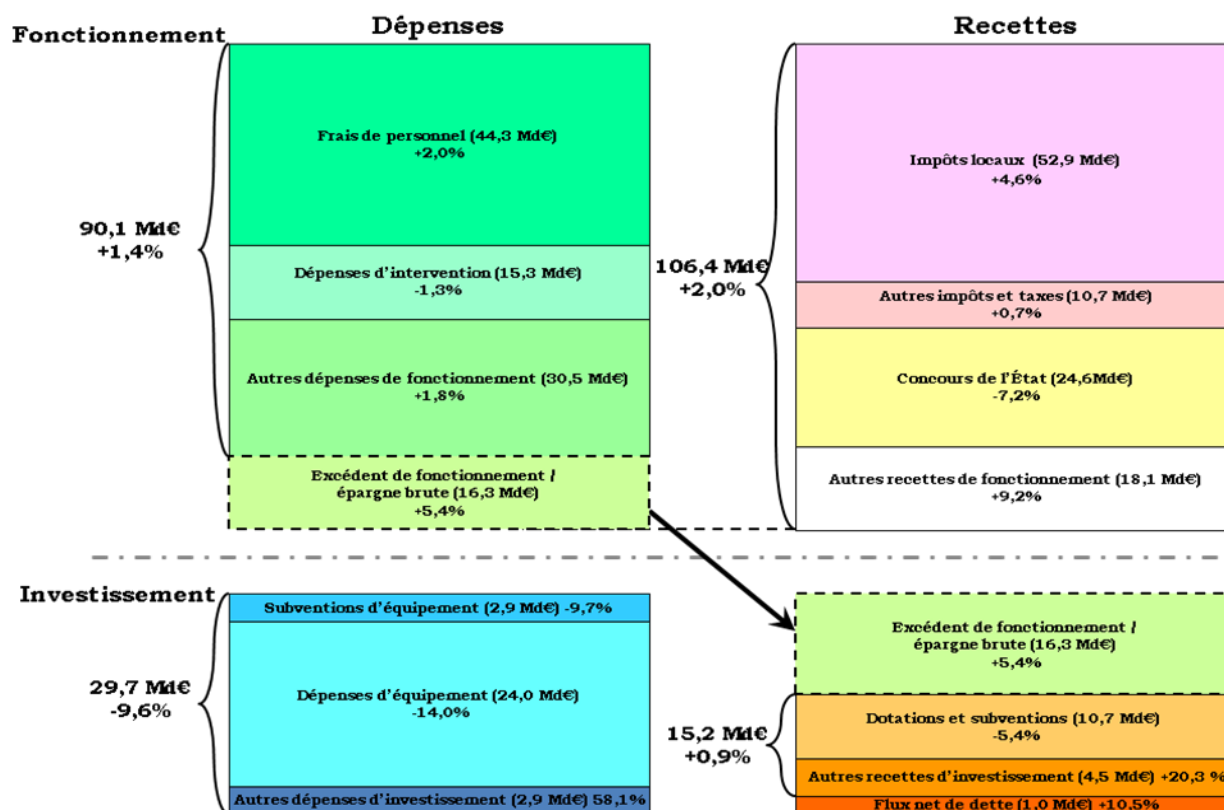 Dépenses
Recettes
Fonctionnement
Frais de personnel (44,3 Md€)
+2,0%
Impôts locaux (52,9 Md€)
+4,6%
90,1 Md€
+1,4%
Dépenses d'intervention (15,3 Md€)
-1,3%
106,4 Md€
+2,0%
Autres impôts et taxes (10,7 Md€)
+0,7%
Autres dépenses de fonctionnement (30,5 Md€)
+1,8%
Concours de l'État (24,6Md€)
-7,2%
Excédent de fonctionnement /
épargne brute (16,3 Md€)
+5,4%
Autres recettes de fonctionnement (18,1 Md€)
+9,2%
Investissement
Subventions d'équipement (2,9 Md€) -9,7%
Excédent de fonctionnement /
épargne brute (16,3 Md€)
+5,4%
29,7 Md€
-9,6%
Dépenses d'équipement (24,0 Md€)
-14,0%
15,2 Md€
+0,9%
Dotations et subventions (10,7 Md€)
-5,4%
Autres recettes d'investissement (4,5 Md€) +20,3 %
Autres dépenses d'investissement (2,9 Md€) 58,1%
Flux net de dette (1,0 Md€) +10,5%